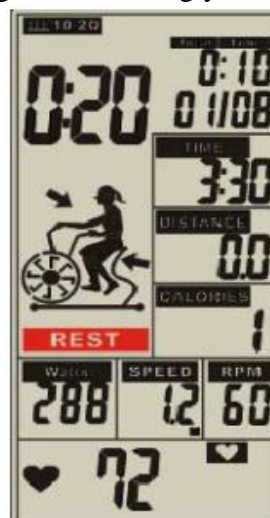 10-20
0:20
0:10
01/08
TIME
3:30
DISTANCE
0.0
CALORIES
1
REST
Watts SPEED RPM
288 1.2 60
72